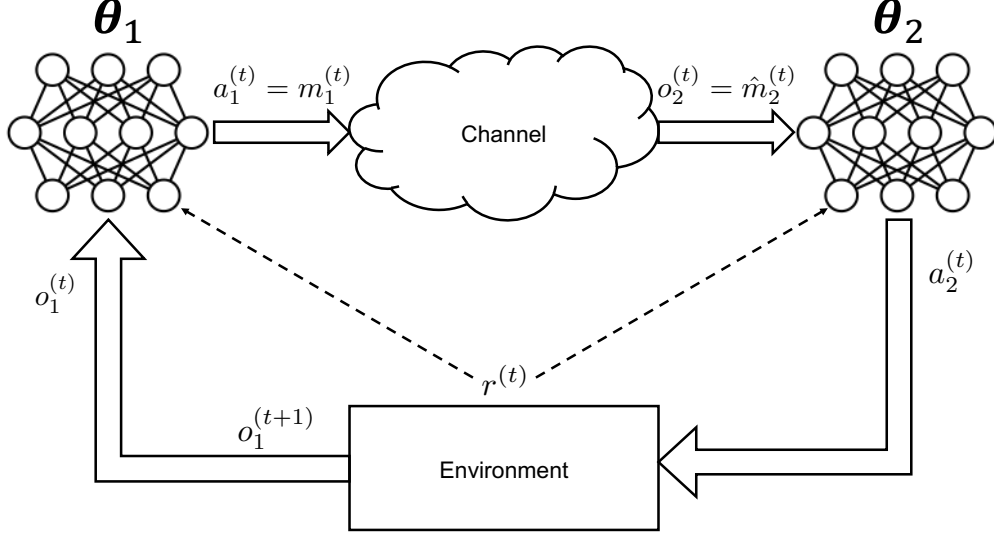 𝜽₁
𝜽₂
a₁⁽ᵗ⁾ = m₁⁽ᵗ⁾
Channel
o₂⁽ᵗ⁾ = m̂₂⁽ᵗ⁾
o₁⁽ᵗ⁾
a₂⁽ᵗ⁾
r⁽ᵗ⁾
o₁⁽ᵗ⁺¹⁾
Environment